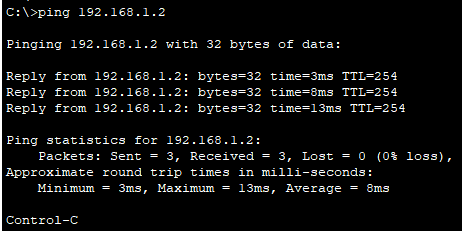 C:\>ping 192.168.1.2
Pinging 192.168.1.2 with 32 bytes of data:
Reply from 192.168.1.2: bytes=32 time=3ms TTL=254
Reply from 192.168.1.2: bytes=32 time=8ms TTL=254
Reply from 192.168.1.2: bytes=32 time=13ms TTL=254
Ping statistics for 192.168.1.2:
    Packets: Sent = 3, Received = 3, Lost = 0 (0% loss),
Approximate round trip times in milli-seconds:
    Minimum = 3ms, Maximum = 13ms, Average = 8ms
Control-C